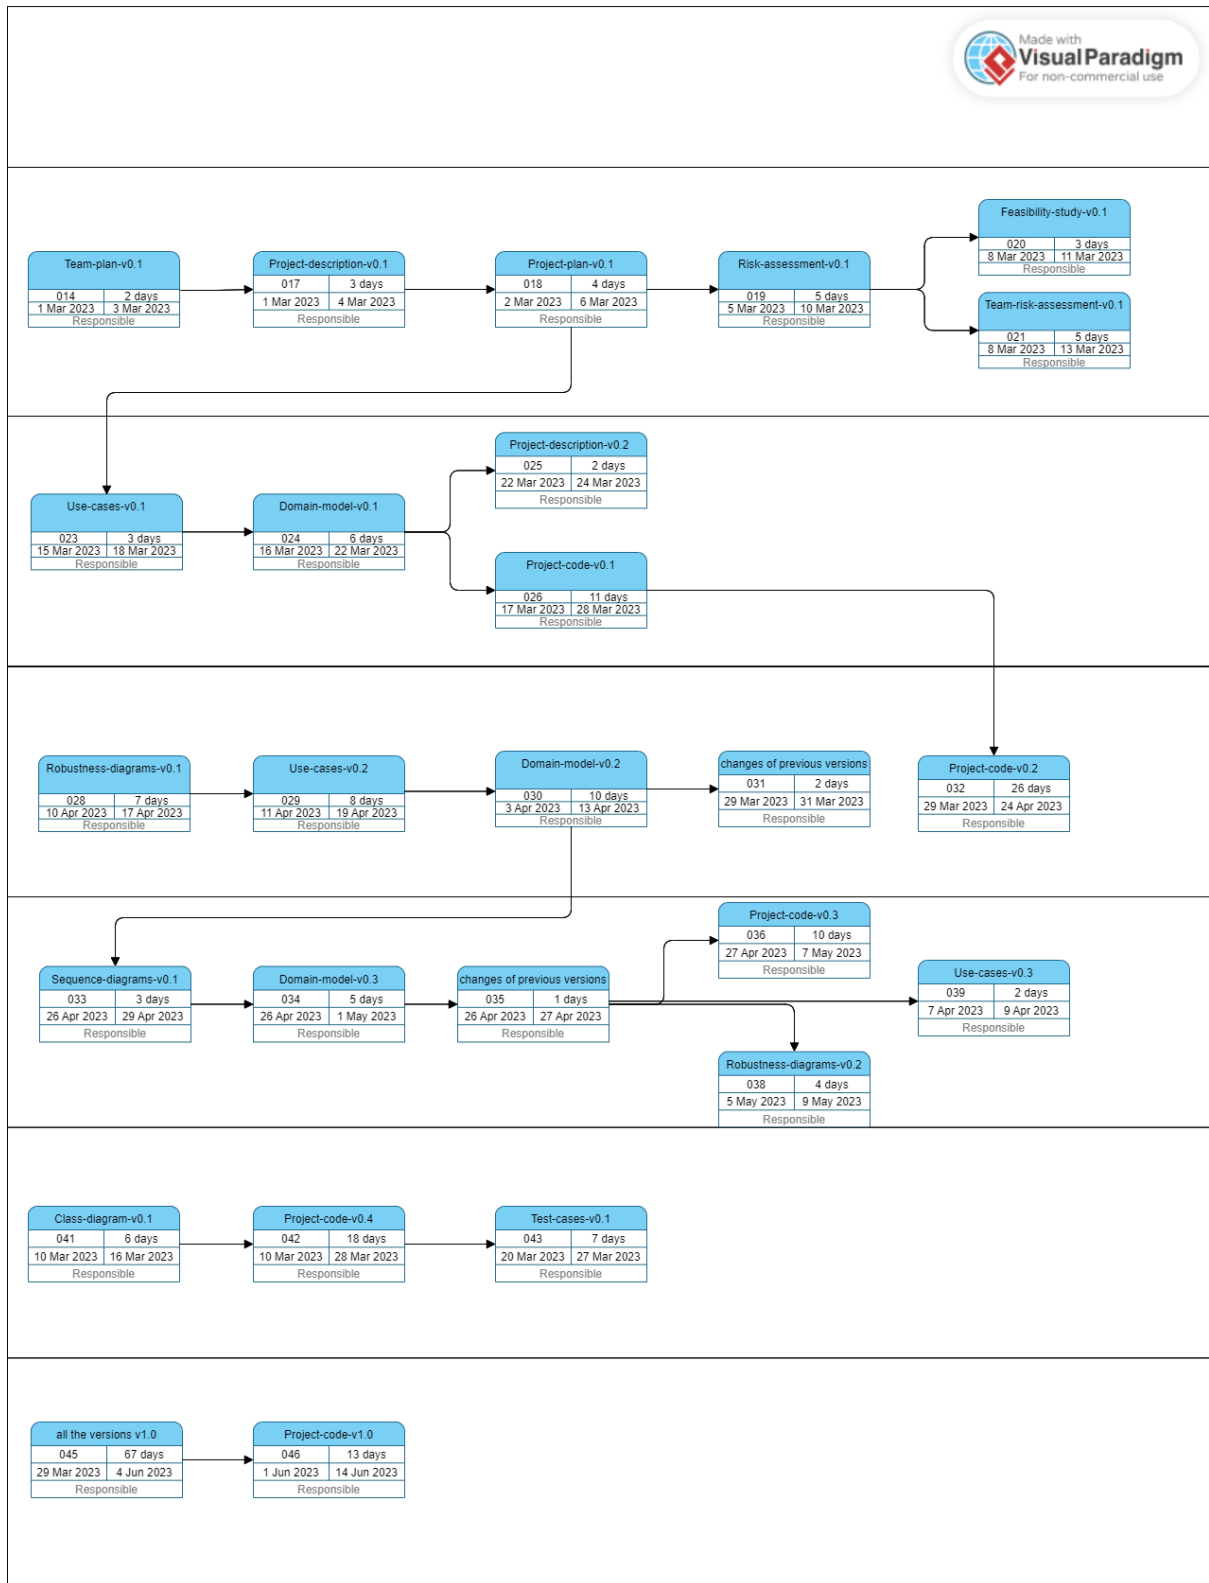 Made with
Visual Paradigm
For non-commercial use
Feasibility-study-v0.1
020 3 days
8 Mar 2023 11 Mar 2023
Responsible
Team-plan-v0.1
014 2 days
1 Mar 2023 3 Mar 2023
Responsible
Project-description-v0.1
017 3 days
1 Mar 2023 4 Mar 2023
Responsible
Project-plan-v0.1
018 4 days
2 Mar 2023 6 Mar 2023
Responsible
Risk-assessment-v0.1
019 5 days
5 Mar 2023 10 Mar 2023
Responsible
Team-risk-assessment-v0.1
021 5 days
8 Mar 2023 13 Mar 2023
Responsible
Project-description-v0.2
025 2 days
22 Mar 2023 24 Mar 2023
Responsible
Use-cases-v0.1
023 3 days
15 Mar 2023 18 Mar 2023
Responsible
Domain-model-v0.1
024 6 days
16 Mar 2023 22 Mar 2023
Responsible
Project-code-v0.1
026 11 days
17 Mar 2023 28 Mar 2023
Responsible
Robustness-diagrams-v0.1
028 7 days
10 Apr 2023 17 Apr 2023
Responsible
Use-cases-v0.2
029 8 days
11 Apr 2023 19 Apr 2023
Responsible
Domain-model-v0.2
030 10 days
3 Apr 2023 13 Apr 2023
Responsible
changes of previous versions
031 2 days
29 Mar 2023 31 Mar 2023
Responsible
Project-code-v0.2
032 26 days
29 Mar 2023 24 Apr 2023
Responsible
Project-code-v0.3
036 10 days
27 Apr 2023 7 May 2023
Responsible
Sequence-diagrams-v0.1
033 3 days
26 Apr 2023 29 Apr 2023
Responsible
Domain-model-v0.3
034 5 days
26 Apr 2023 1 May 2023
Responsible
changes of previous versions
035 1 days
26 Apr 2023 27 Apr 2023
Responsible
Use-cases-v0.3
039 2 days
7 Apr 2023 9 Apr 2023
Responsible
Robustness-diagrams-v0.2
038 4 days
5 May 2023 9 May 2023
Responsible
Class-diagram-v0.1
041 6 days
10 Mar 2023 16 Mar 2023
Responsible
Project-code-v0.4
042 18 days
10 Mar 2023 28 Mar 2023
Responsible
Test-cases-v0.1
043 7 days
20 Mar 2023 27 Mar 2023
Responsible
all the versions v1.0
045 67 days
29 Mar 2023 4 Jun 2023
Responsible
Project-code-v1.0
046 13 days
1 Jun 2023 14 Jun 2023
Responsible